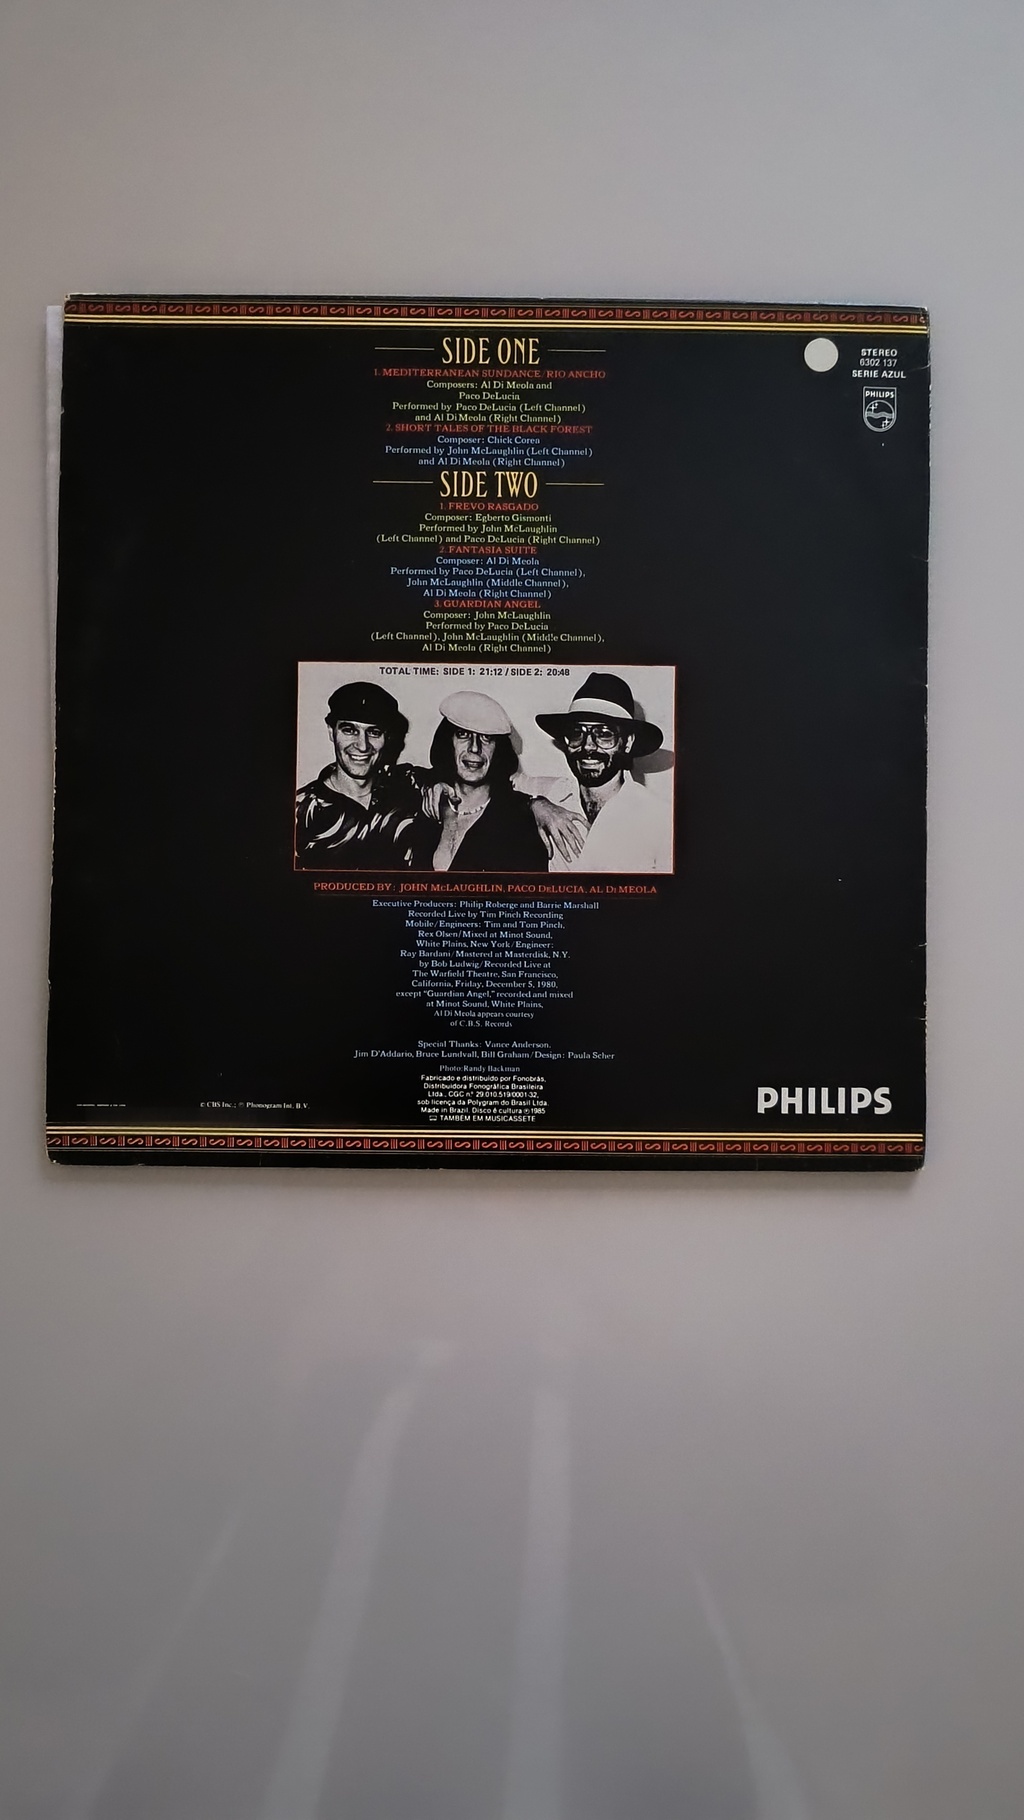 SIDE ONE
1. MEDITERRANEAN SUNDANCE/RIO ANCHO
Composers: Al Di Meola and
Paco DeLucia
Performed by Paco DeLucia (Left Channel)
and Al Di Meola (Right Channel)
2. SHORT TALES OF THE BLACK FOREST
Composer: Chick Corea
Performed by John McLaughlin (Left Channel)
and Al Di Meola (Right Channel)
STEREO
6302 137
SERIE AZUL
PHILIPS
SIDE TWO
1. FREVO RASGADO
Composer: Egberto Gismonti
Performed by John McLaughlin
(Left Channel) and Paco DeLucia (Right Channel)
2. FANTASIA SUITE
Composer: Al Di Meola
Performed by Paco DeLucia (Left Channel),
John McLaughlin (Middle Channel),
Al Di Meola (Right Channel)
3. GUARDIAN ANGEL
Composer: John McLaughlin
Performed by Paco DeLucia
(Left Channel), John McLaughlin (Middle Channel),
Al Di Meola (Right Channel)
TOTAL TIME: SIDE 1: 21:12 / SIDE 2: 20:48
PRODUCED BY: JOHN McLAUGHLIN, PACO DeLUCIA, AL Di MEOLA
Executive Producers: Philip Roberge and Barrie Marshall
Recorded Live by Tim Pinch Recording
Mobile/Engineers: Tim and Tom Pinch,
Rex Olsen/Mixed at Minot Sound,
White Plains, New York/Engineer:
Ray Bardani/Mastered at Masterdisk, N.Y.
by Bob Ludwig/Recorded Live at
The Warfield Theatre, San Francisco,
California, Friday, December 5, 1980,
except "Guardian Angel," recorded and mixed
at Minot Sound, White Plains,
Al Di Meola appears courtesy
of C.B.S. Records
Special Thanks: Vance Anderson,
Jim D'Addario, Bruce Lundvall, Bill Graham/Design: Paula Scher
Photo: Randy Backman
Fabricado e distribuido por Fonobrás,
Distribuidora Fonográfica Brasileira
Ltda., CGC nº 29.010.519/0001-32,
sob licença da Polygram do Brasil Ltda.
Made in Brazil. Disco é cultura ℗ 1985
TAMBÉM EM MUSICASSETE
© CBS Inc.; ℗ Phonogram Int. B.V.
PHILIPS